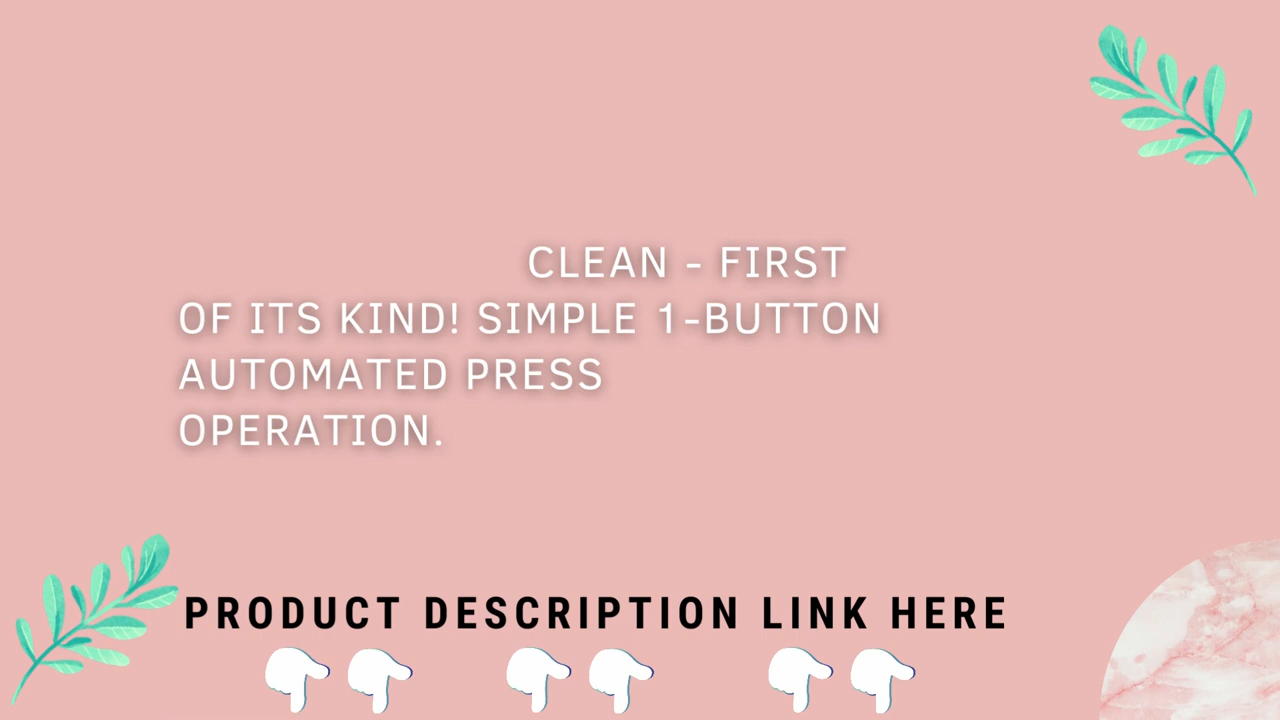 CLEAN - FIRST
OF ITS KIND! SIMPLE 1-BUTTON
AUTOMATED PRESS
OPERATION.
PRODUCT DESCRIPTION LINK HERE